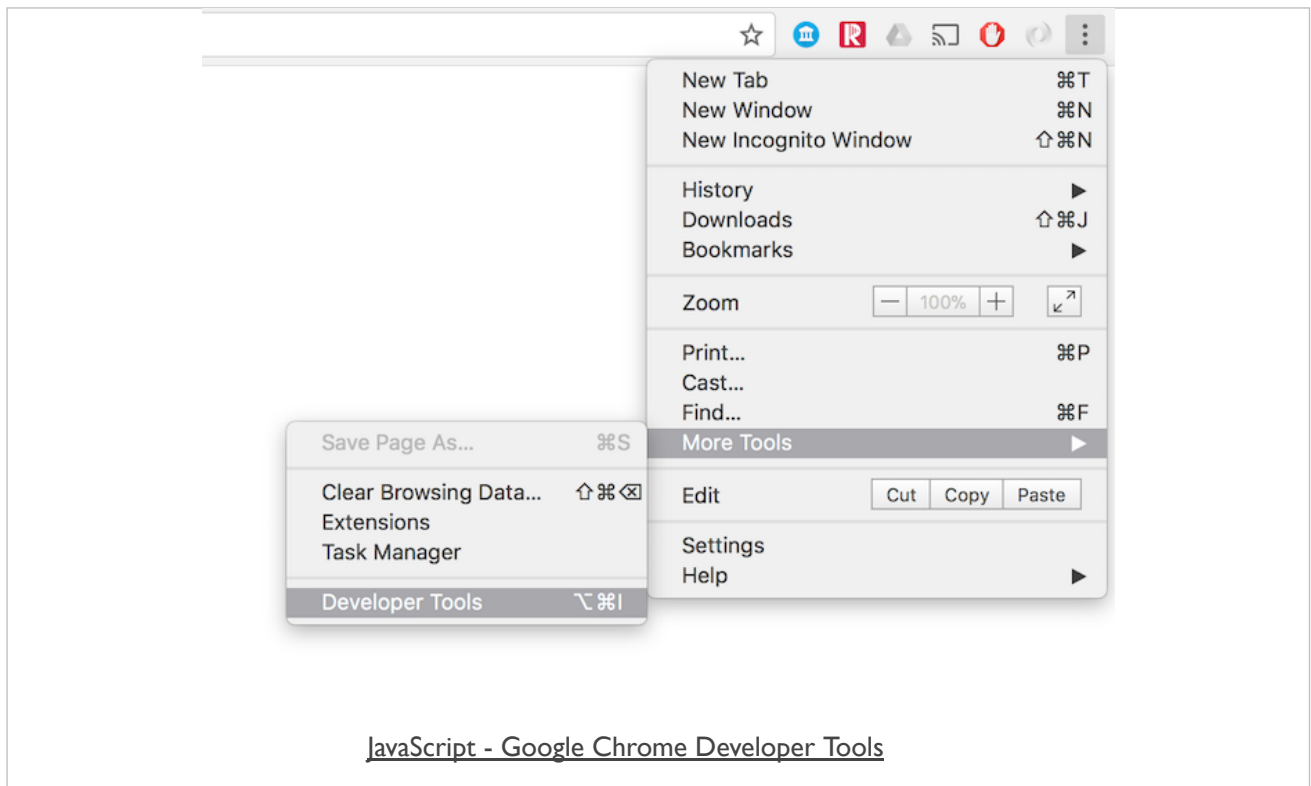 New Tab ⌘T
New Window ⌘N
New Incognito Window ⇧⌘N
History ▶
Downloads ⇧⌘J
Bookmarks ▶
Zoom — 100% +
Print... ⌘P
Cast...
Find... ⌘F
More Tools ▶
Save Page As... ⌘S
Clear Browsing Data... ⇧⌘⌫
Extensions
Task Manager
Developer Tools ⌥⌘I
Edit Cut Copy Paste
Settings
Help ▶
JavaScript - Google Chrome Developer Tools